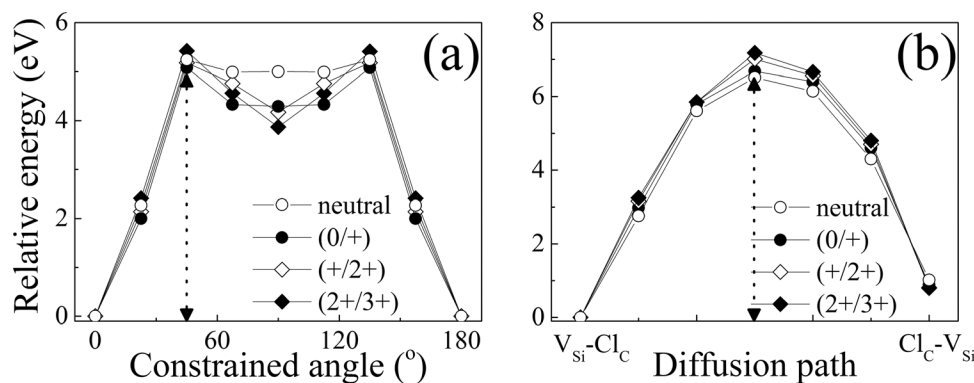 Relative energy (eV)
6
4
2
0
(a)
neutral
(0/+)
(+/2+)
(2+/3+)
0 60 120 180
Constrained angle (°)
8
6
4
2
0
(b)
neutral
(0/+)
(+/2+)
(2+/3+)
V_Si-Cl_C Cl_C-V_Si
Diffusion path